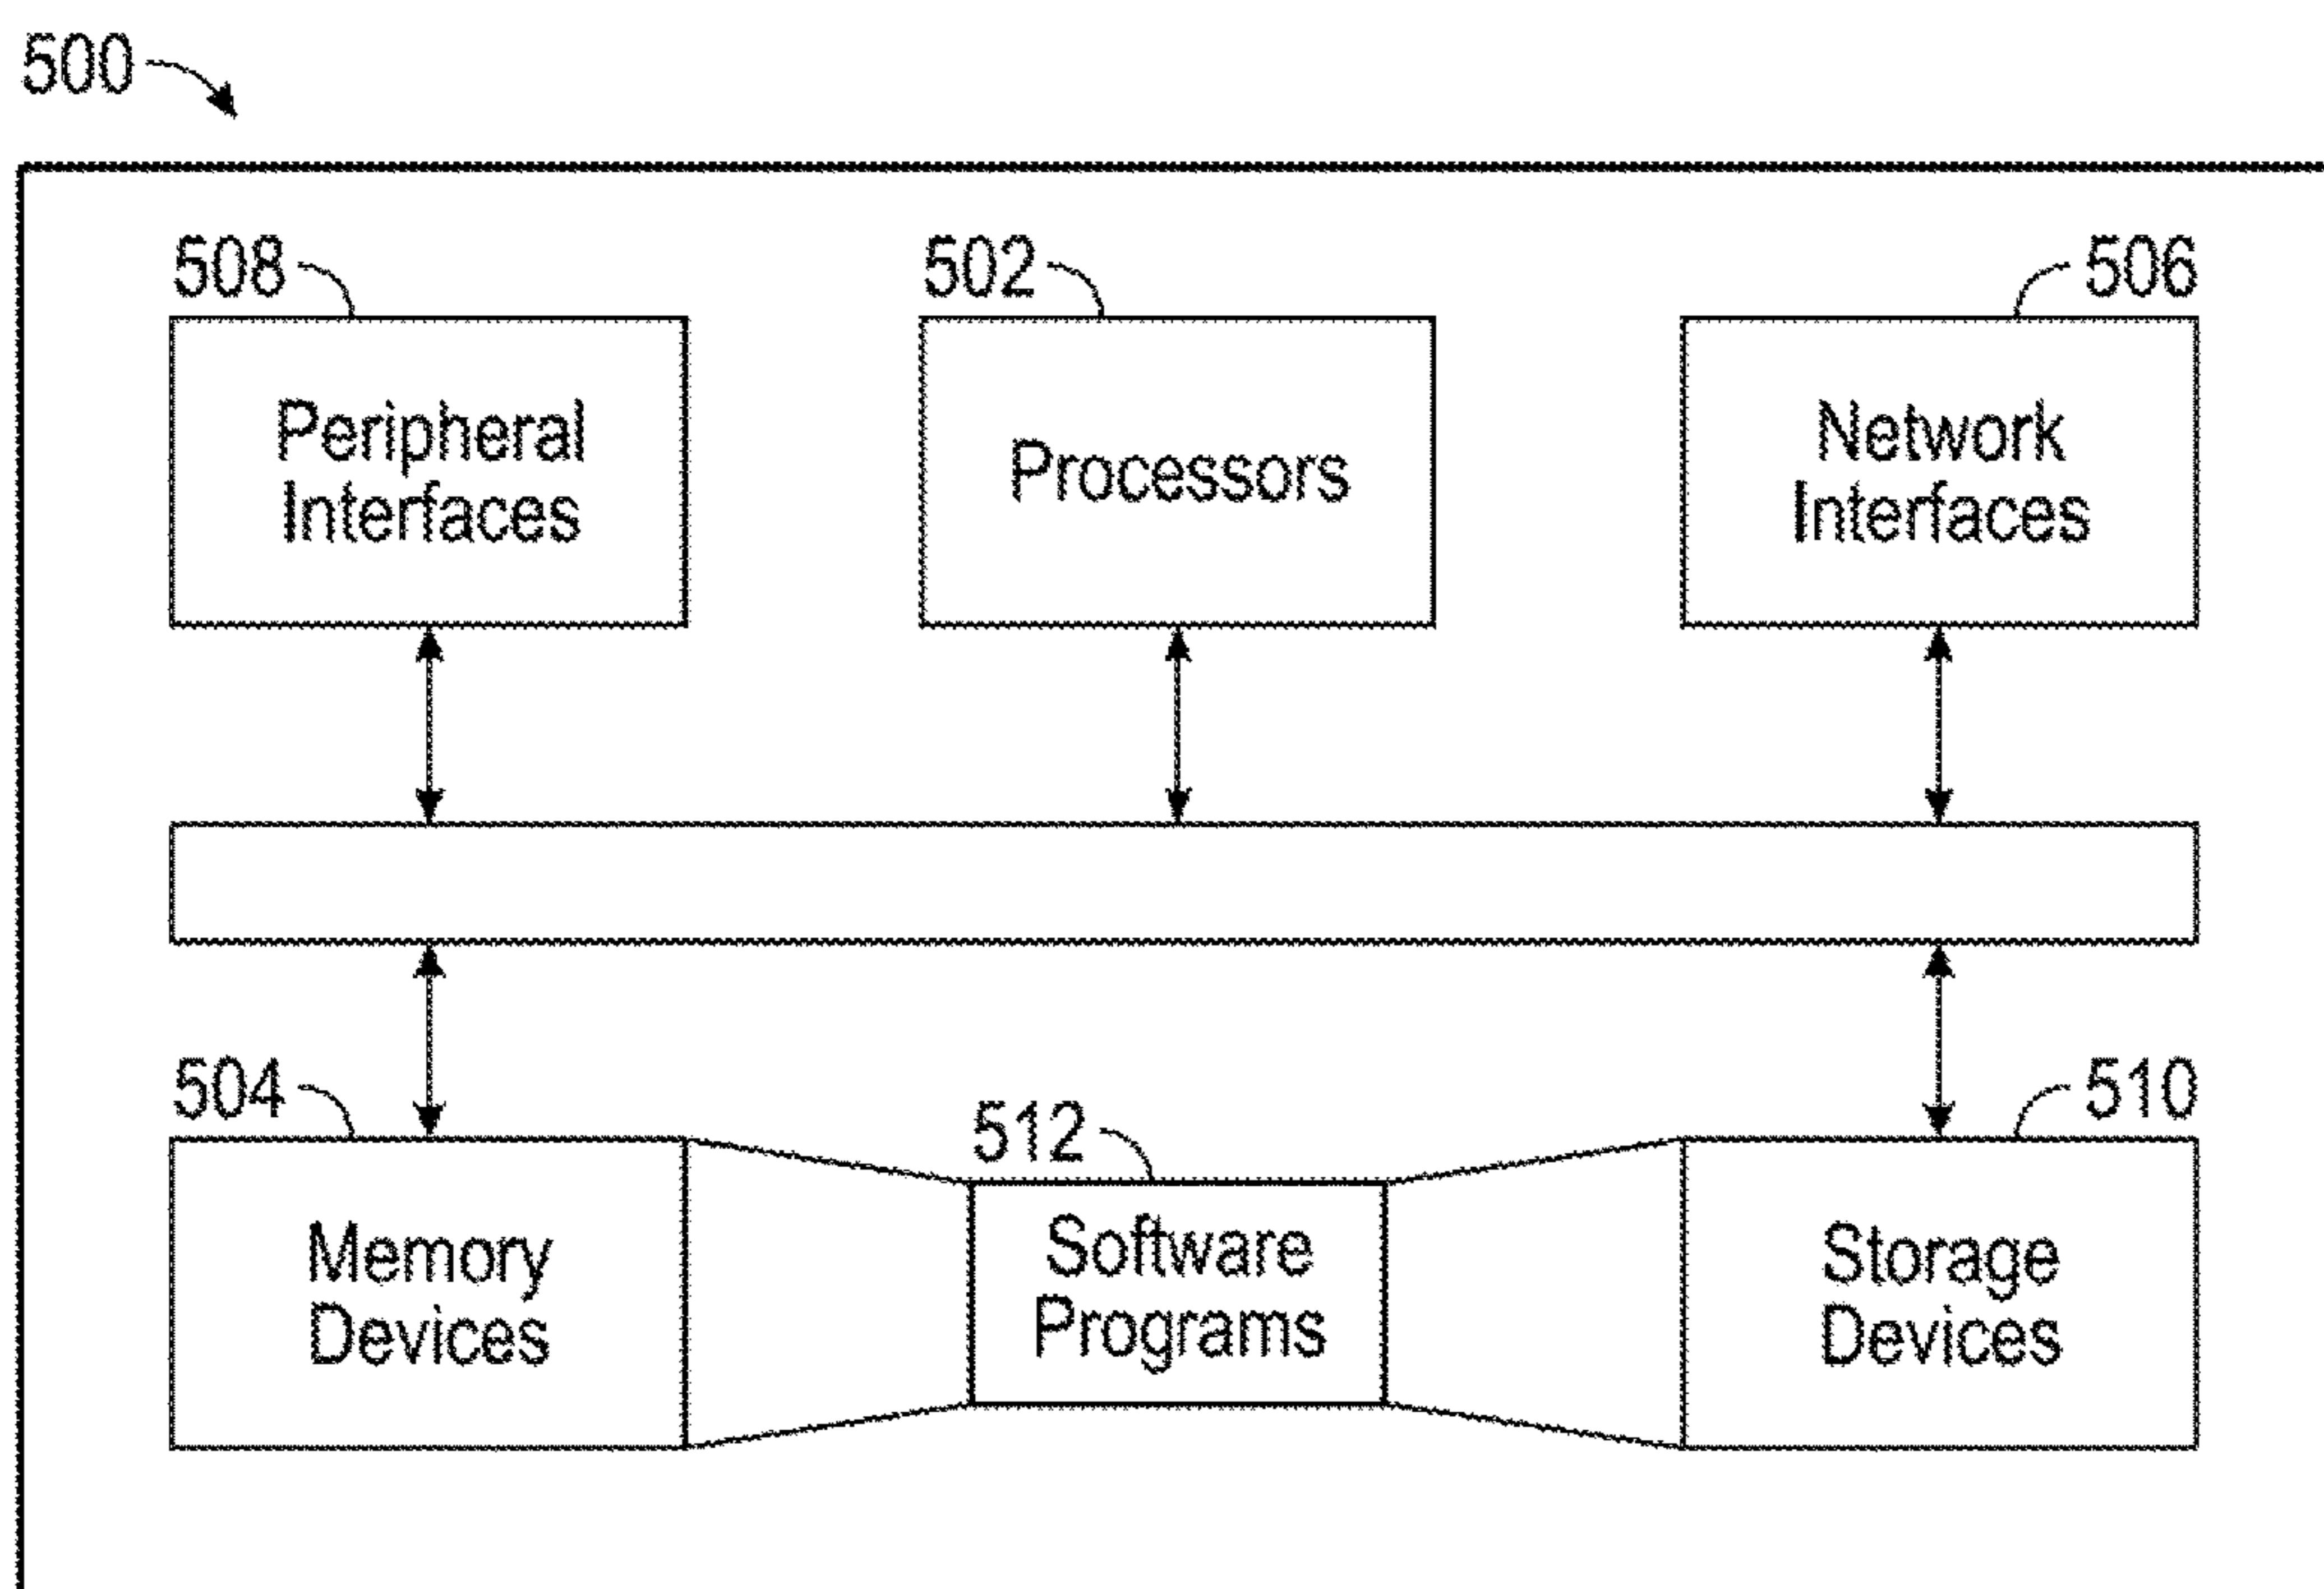 500
508
502
506
Peripheral
Interfaces
Processors
Network
Interfaces
504
512
510
Memory
Devices
Software
Programs
Storage
Devices